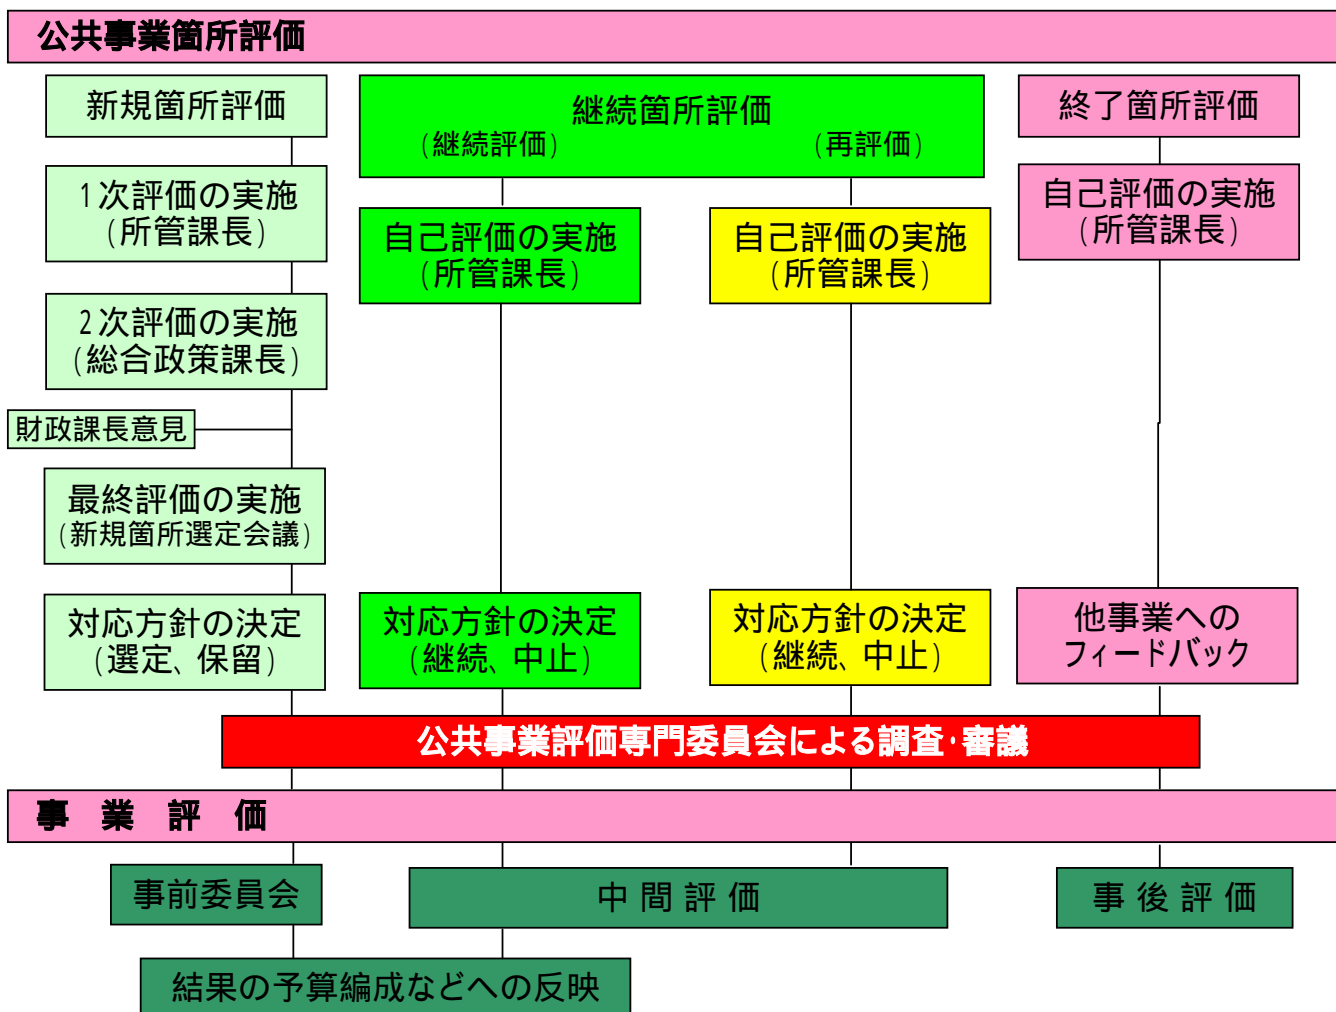 公共事業箇所評価
新規箇所評価
1次評価の実施
(所管課長)
2次評価の実施
(総合政策課長)
財政課長意見
最終評価の実施
(新規箇所選定会議)
対応方針の決定
(選定、保留)
継続箇所評価
(継続評価) (再評価)
自己評価の実施
(所管課長)
対応方針の決定
(継続、中止)
自己評価の実施
(所管課長)
対応方針の決定
(継続、中止)
終了箇所評価
自己評価の実施
(所管課長)
他事業への
フィードバック
公共事業評価専門委員会による調査・審議
事 業 評 価
事前委員会
中 間 評 価
事 後 評 価
結果の予算編成などへの反映